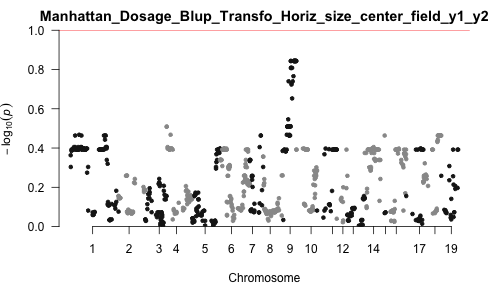 Manhattan_Dosage_Blup_Transfo_Horiz_size_center_field_y1_y2
1.0
0.8
0.6
0.4
0.2
0.0
− log10(p)
1 2 3 4 5 6 7 8 9 10 12 14 17 19
Chromosome